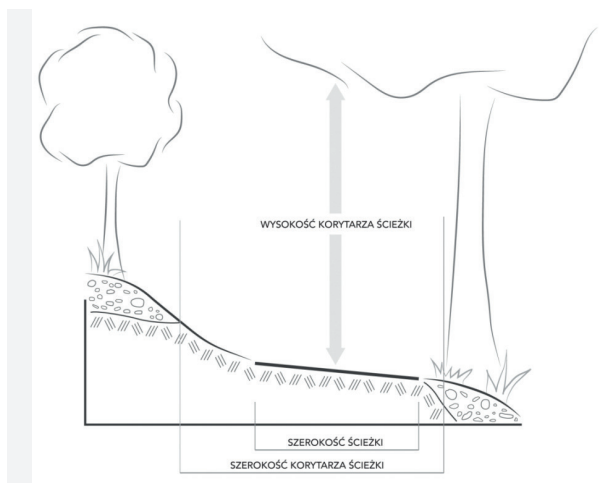 WYSOKOŚĆ KORYTARZA ŚCIEŻKI
SZEROKOŚĆ ŚCIEŻKI
SZEROKOŚĆ KORYTARZA ŚCIEŻKI